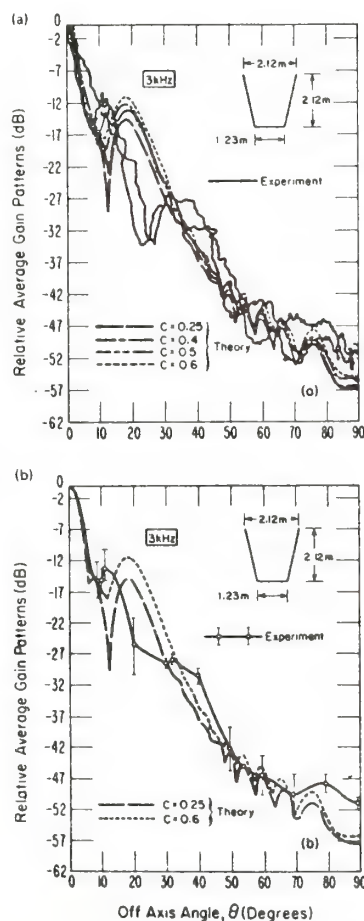 (a)
0
-2
-7
-12
-17
-22
-27
-32
-37
-42
-47
-52
-57
-62
Relative Average Gain Patterns (dB)
3kHz
2.12m
2.12m
1.23m
Experiment
C=0.25
C=0.4
C=0.5
C=0.6
Theory
(a)
0 10 20 30 40 50 60 70 80 90
(b)
0
-2
-7
-12
-17
-22
-27
-32
-37
-42
-47
-52
-57
-62
Relative Average Gain Patterns (dB)
3kHz
2.12m
2.12m
1.23m
Experiment
C=0.25
C=0.6
Theory
(b)
0 10 20 30 40 50 60 70 80 90
Off Axis Angle, θ (Degrees)